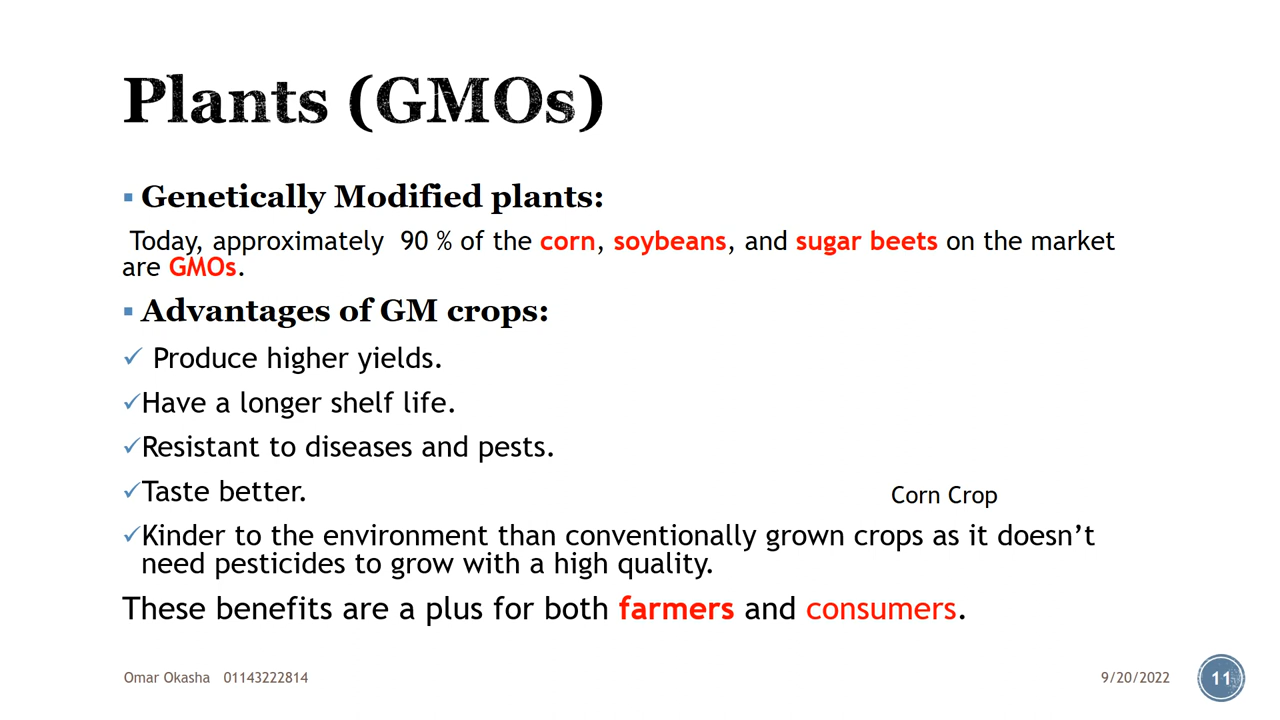 Plants (GMOs)
▪ Genetically Modified plants:
Today, approximately 90 % of the corn, soybeans, and sugar beets on the market
are GMOs.
▪ Advantages of GM crops:
✓ Produce higher yields.
✓Have a longer shelf life.
✓Resistant to diseases and pests.
✓Taste better.
Corn Crop
✓Kinder to the environment than conventionally grown crops as it doesn’t
need pesticides to grow with a high quality.
These benefits are a plus for both farmers and consumers.
Omar Okasha 01143222814
9/20/2022
11